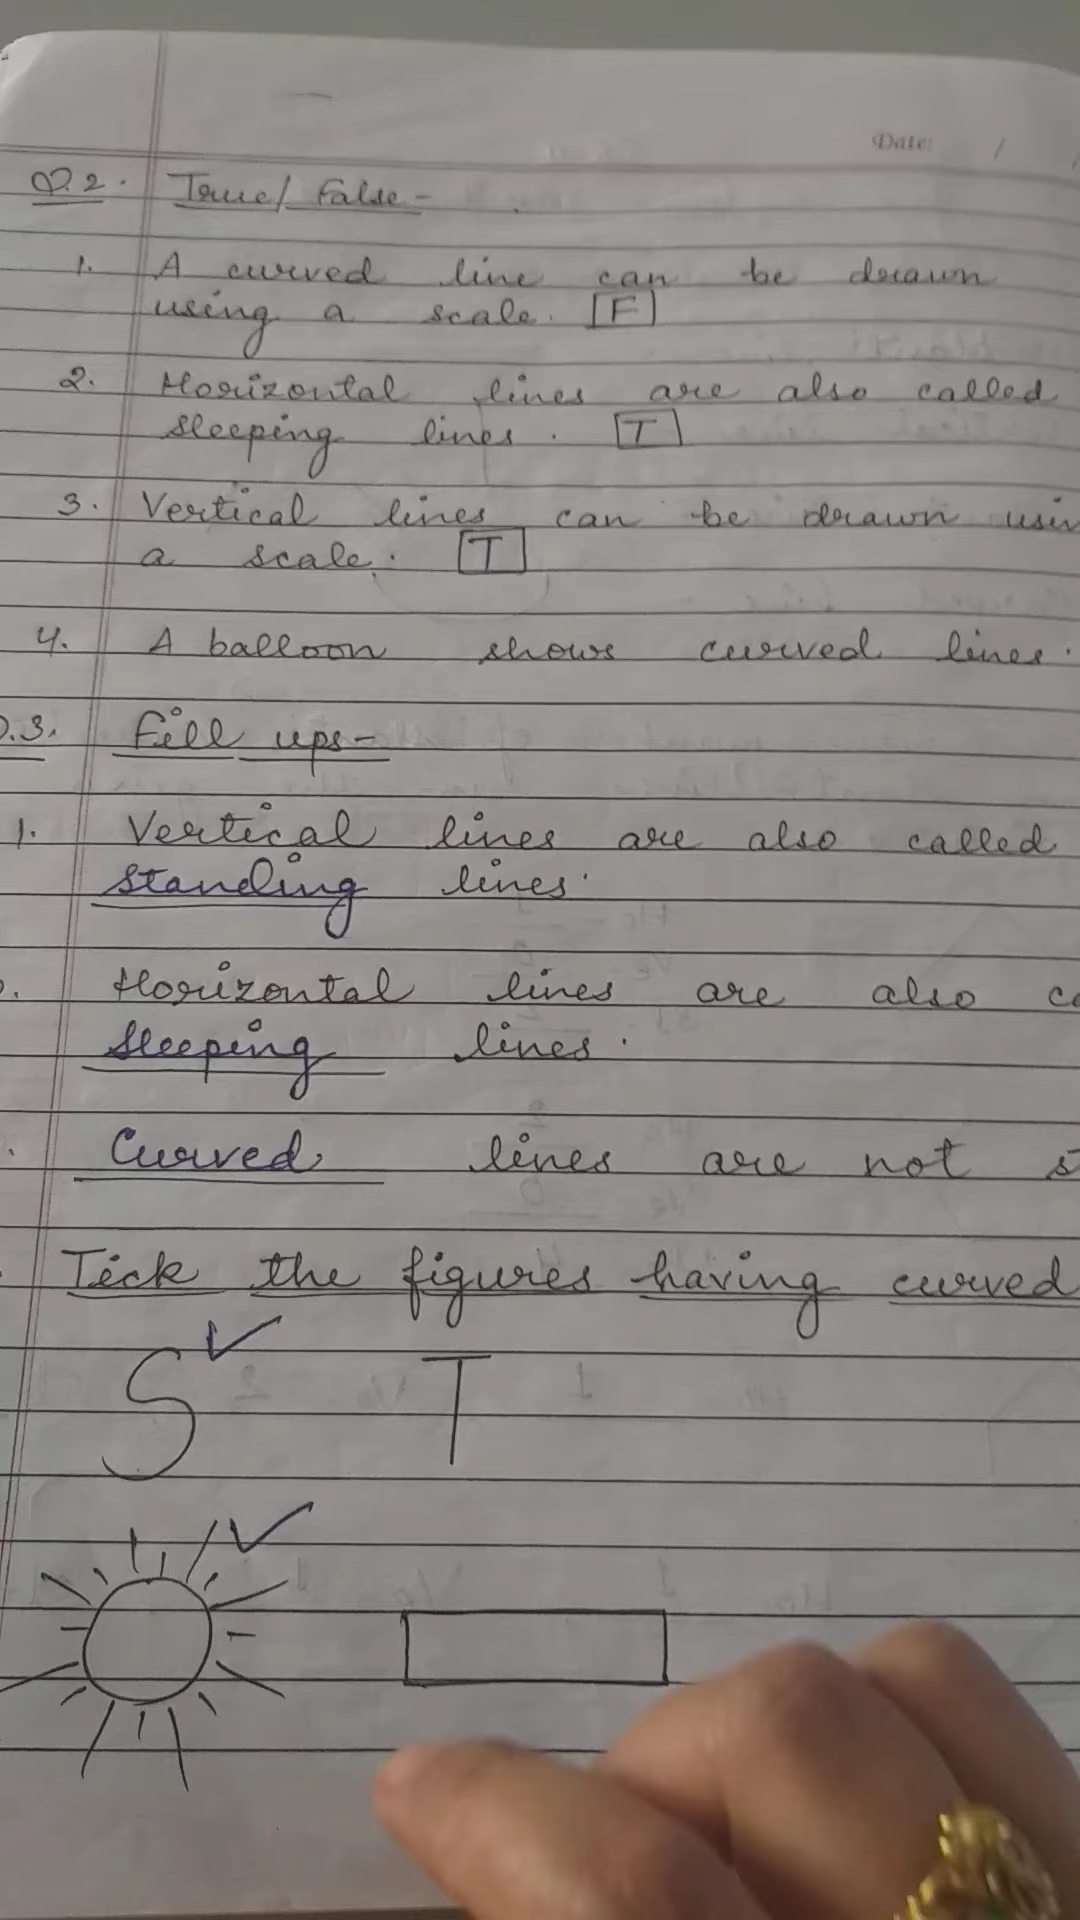 Date: / /
Q.2. True/False-
1. A curved line can be drawn
using a scale. F
2. Horizontal lines are also called
sleeping lines. T
3. Vertical lines can be drawn
a scale. T
4. A balloon shows curved lines.
.3. Fill ups-
1. Vertical lines are also called
standing lines.
Horizontal lines are also
sleeping lines.
Curved lines are not
Tick the figures having curved
S ✓ T
✓